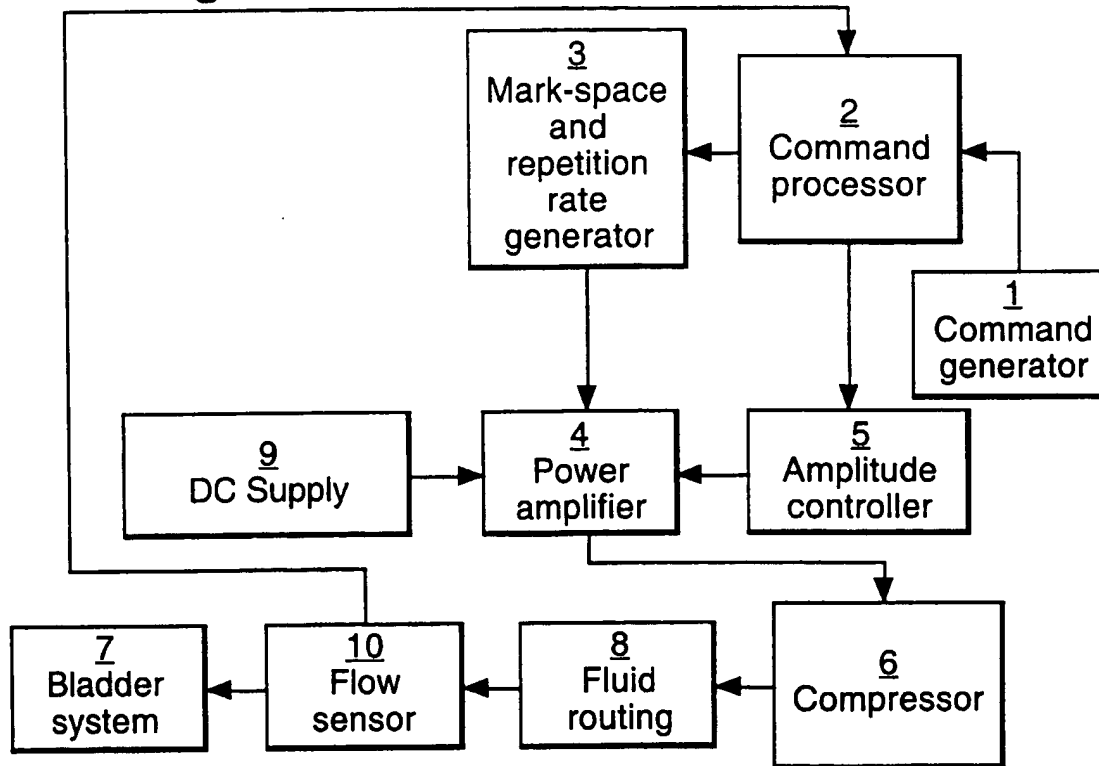 3
Mark-space
and
repetition
rate
generator
2
Command
processor
1
Command
generator
9
DC Supply
4
Power
amplifier
5
Amplitude
controller
7
Bladder
system
10
Flow
sensor
8
Fluid
routing
6
Compressor